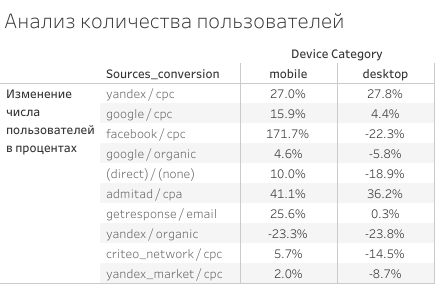 Анализ количества пользователей
Device Category
Sources_conversion mobile desktop
Изменение числа пользователей в процентах
yandex / cpc 27.0% 27.8%
google / cpc 15.9% 4.4%
facebook / cpc 171.7% -22.3%
google / organic 4.6% -5.8%
(direct) / (none) 10.0% -18.9%
admitad / cpa 41.1% 36.2%
getresponse / email 25.6% 0.3%
yandex / organic -23.3% -23.8%
criteo_network / cpc 5.7% -14.5%
yandex_market / cpc 2.0% -8.7%